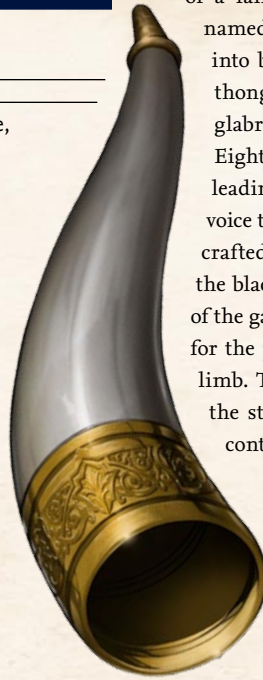 of a fall
named
into b
e,
thong
glabr
Eight
leadin
voice t
crafted
the blac
of the ga
for the
limb. T
the st
cont